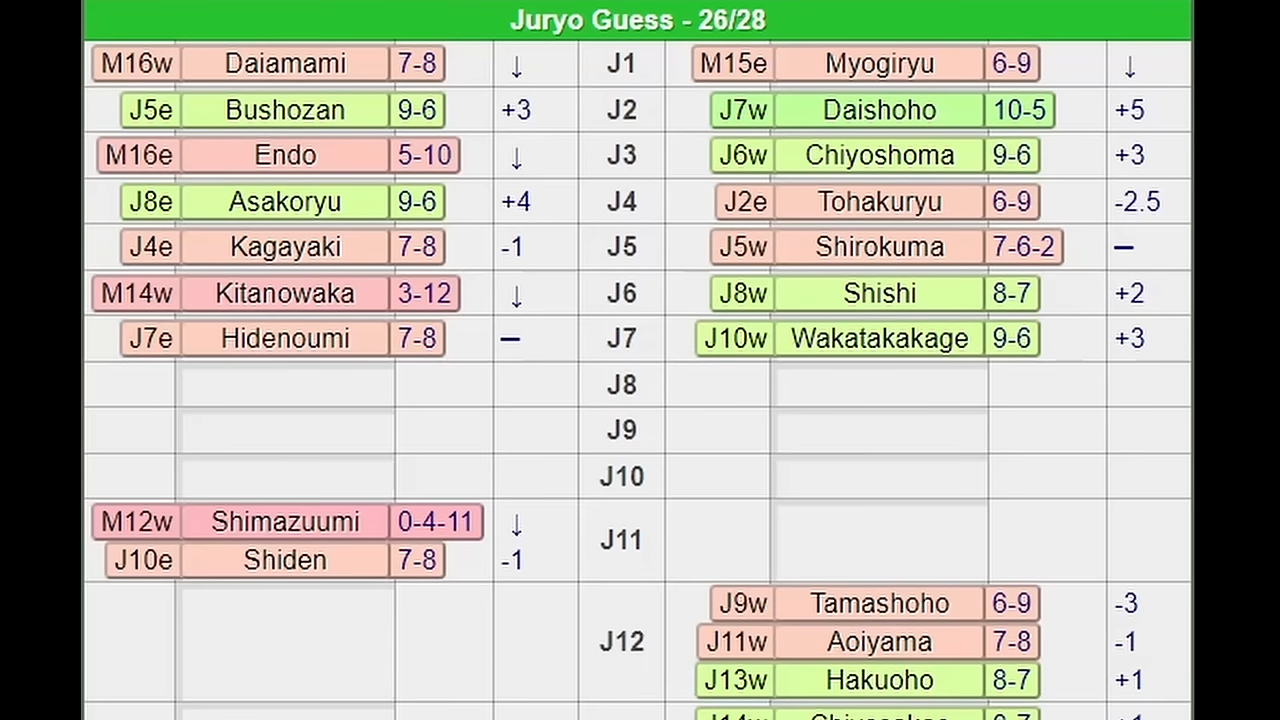 Juryo Guess - 26/28
M16w Daiamami 7-8 ↓ J1 M15e Myogiryu 6-9 ↓
J5e Bushozan 9-6 +3 J2 J7w Daishoho 10-5 +5
M16e Endo 5-10 ↓ J3 J6w Chiyoshoma 9-6 +3
J8e Asakoryu 9-6 +4 J4 J2e Tohakuryu 6-9 -2.5
J4e Kagayaki 7-8 -1 J5 J5w Shirokuma 7-6-2 –
M14w Kitanowaka 3-12 ↓ J6 J8w Shishi 8-7 +2
J7e Hidenoumi 7-8 – J7 J10w Wakatakakage 9-6 +3
J8
J9
J10
M12w Shimazuumi 0-4-11 ↓
J11
J10e Shiden 7-8 -1
J9w Tamashoho 6-9 -3
J12 J11w Aoiyama 7-8 -1
J13w Hakuoho 8-7 +1